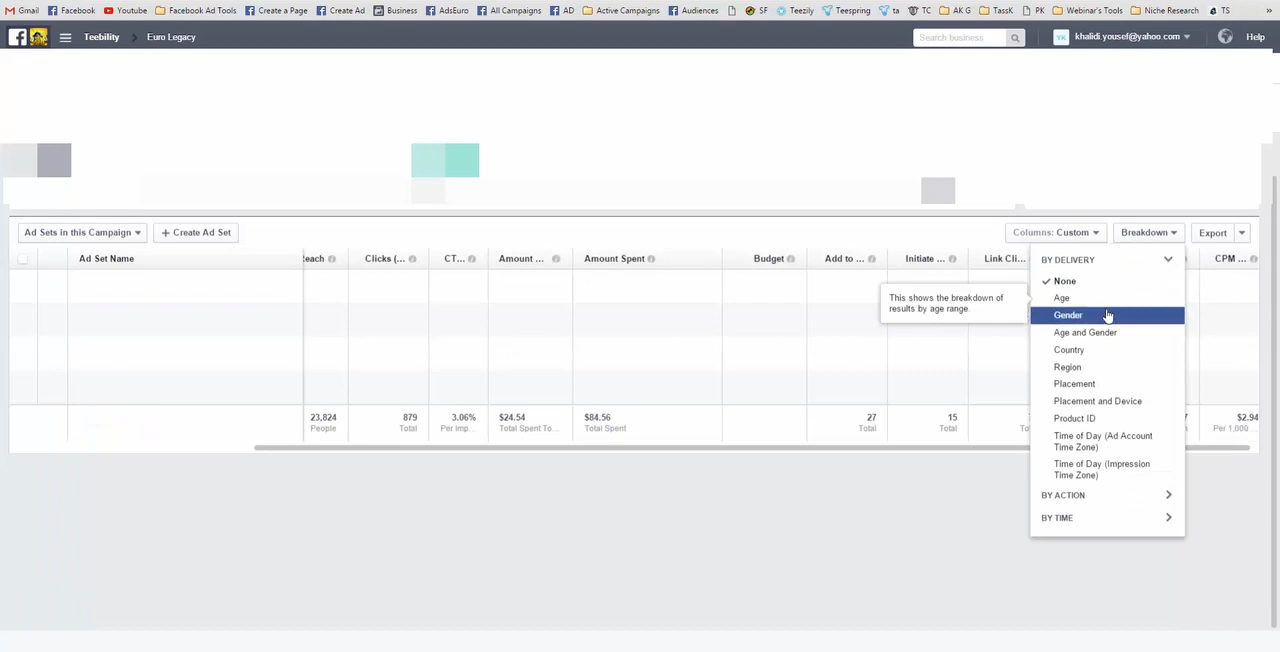 Gmail Facebook Youtube Facebook Ad Tools Create a Page Create Ad Business AdsEuro All Campaigns AD Active Campaigns Audiences SF Teezily Teespring ta TC AK G TassK PK Webinar's Tools Niche Research TS »
Teebility > Euro Legacy Search business YK khalidi.yousef@yahoo.com Help
Ad Sets in this Campaign + Create Ad Set Columns: Custom Breakdown Export
Ad Set Name Reach Clicks (... CT... Amount ... Amount Spent Budget Add to ... Initiate ... Link Cli... CPM ...
BY DELIVERY
None
This shows the breakdown of
results by age range.
Age
Gender
Age and Gender
Country
Region
Placement
Placement and Device
Product ID
Time of Day (Ad Account
Time Zone)
Time of Day (Impression
Time Zone)
BY ACTION
BY TIME
23,824 879 3.06% $24.54 $84.56 27 15 $2.94
People Total Per Imp... Total Spent To... Total Spent Total Total Per 1,000